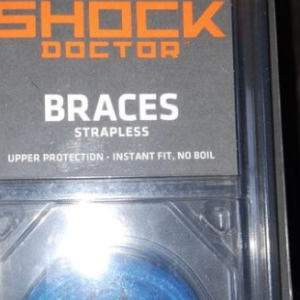 SHOCK
DOCTOR
BRACES
STRAPLESS
UPPER PROTECTION - INSTANT FIT, NO BOIL